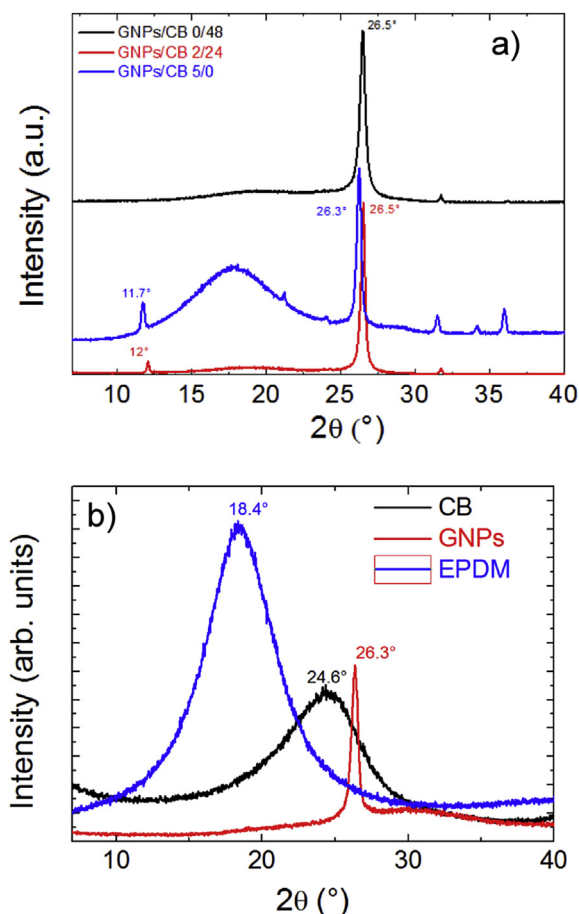 GNPs/CB 0/48
GNPs/CB 2/24
GNPs/CB 5/0
26.5°
a)
26.3°
26.5°
11.7°
12°
Intensity (a.u.)
10 15 20 25 30 35 40
2θ (°)
b)
18.4°
CB
GNPs
EPDM
24.6°
26.3°
Intensity (arb. units)
10 20 30 40
2θ (°)